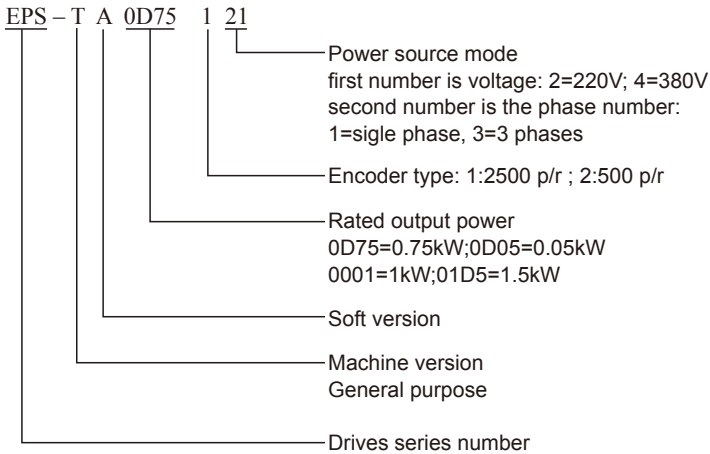 EPS – T A 0D75 1 21
Power source mode
first number is voltage: 2=220V; 4=380V
second number is the phase number:
1=sigle phase, 3=3 phases
Encoder type: 1:2500 p/r ; 2:500 p/r
Rated output power
0D75=0.75kW;0D05=0.05kW
0001=1kW;01D5=1.5kW
Soft version
Machine version
General purpose
Drives series number